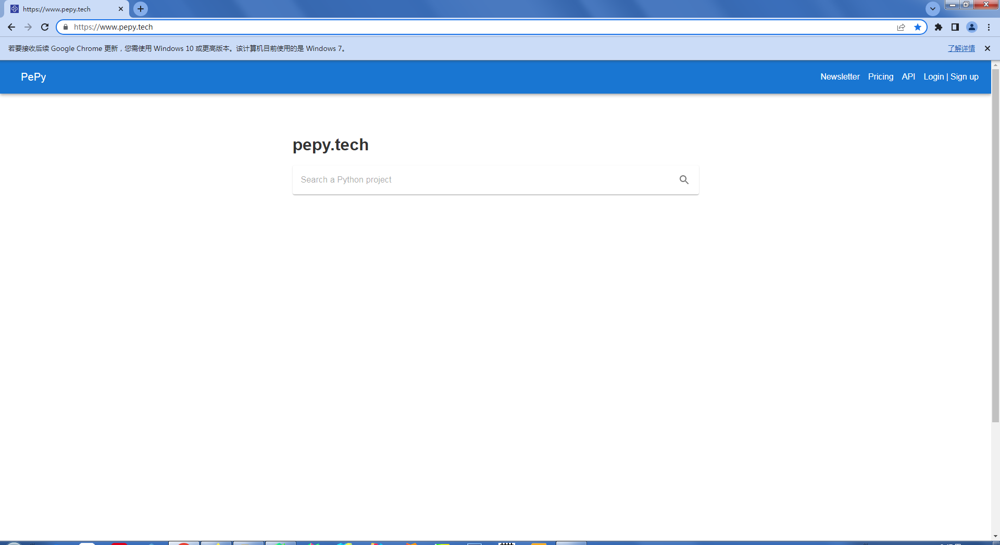 https://www.pepy.tech
https://www.pepy.tech
若要接收后续 Google Chrome 更新，您需使用 Windows 10 或更高版本。该计算机目前使用的是 Windows 7。
了解详情
PePy
Newsletter Pricing API Login | Sign up
pepy.tech
Search a Python project